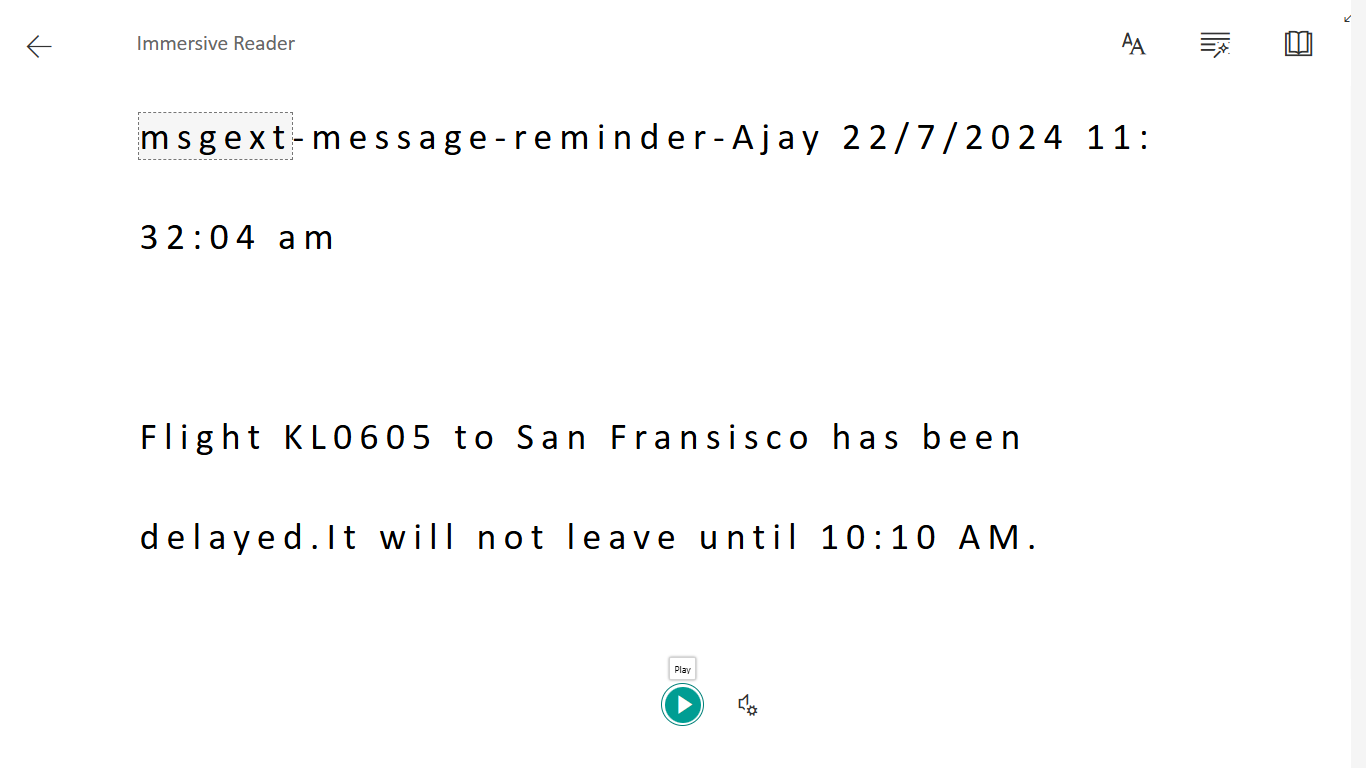 Immersive Reader
msgext-message-reminder-Ajay 22/7/2024 11:
32:04 am
Flight KL0605 to San Fransisco has been
delayed.It will not leave until 10:10 AM.
Play